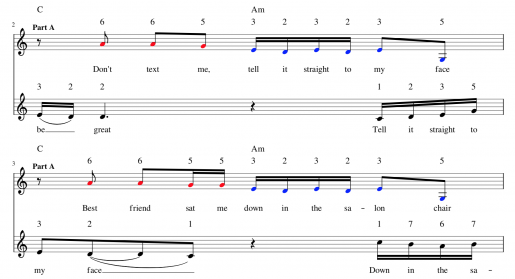 C Am
2 Part A 6 6 5 3 2 3 2 3 5
Don't text me, tell it straight to my face
3 2 2 1 2 3 5
be____ great Tell it straight to
C Am
3 Part A 6 6 5 5 3 2 3 2 3 5
Best friend sat me down in the sa – lon chair
3 2 1 1 7 6 7
my face____ Down in the sa –